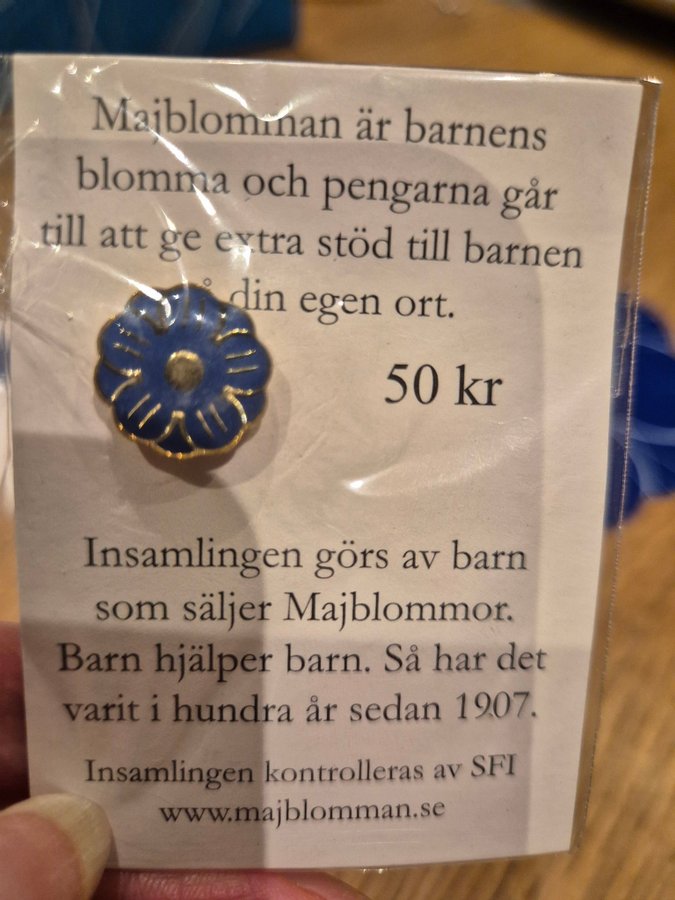 Majblomman är barnens
blomma och pengarna går
till att ge extra stöd till barnen
din egen ort.
50 kr
Insamlingen görs av barn
som säljer Majblommor.
Barn hjälper barn. Så har det
varit i hundra år sedan 1907.
Insamlingen kontrolleras av SFI
www.majblomman.se